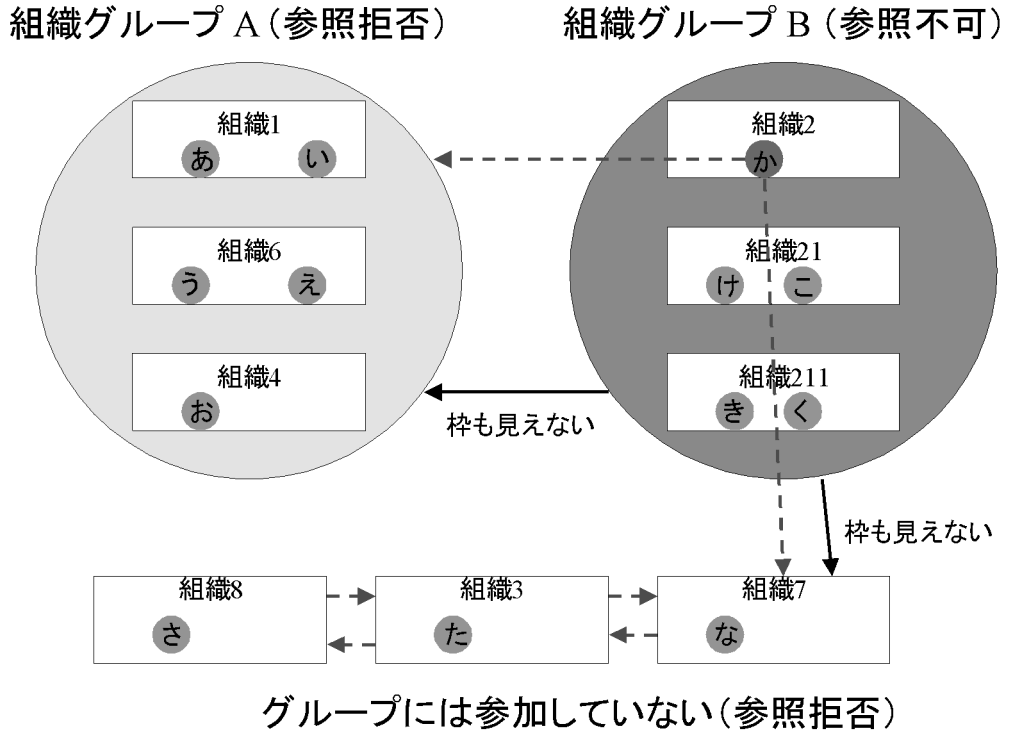 組織グループ A（参照拒否）
組織グループ B（参照不可）
組織1
あ
い
組織6
う
え
組織4
お
組織2
か
組織21
け
こ
組織211
き
く
枠も見えない
枠も見えない
組織8
さ
組織3
た
組織7
な
グループには参加していない（参照拒否）